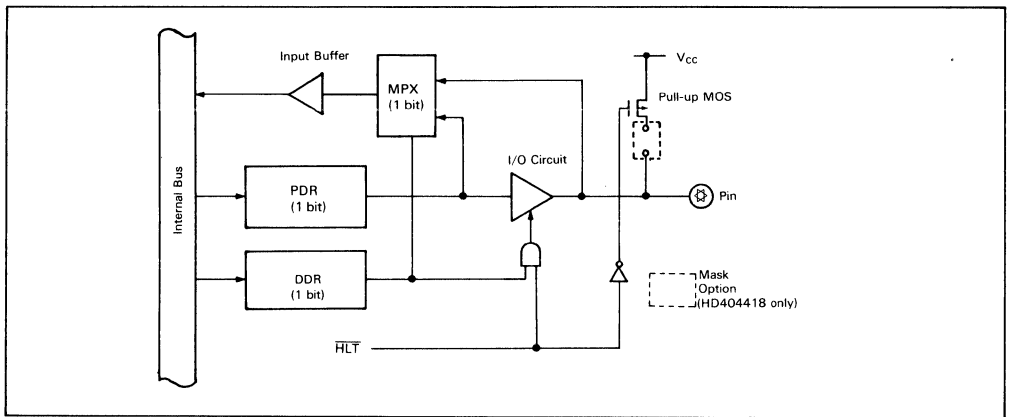 Input Buffer
MPX
(1 bit)
VCC
Pull-up MOS
I/O Circuit
PDR
(1 bit)
Pin
Internal Bus
DDR
(1 bit)
Mask
Option
(HD404418 only)
HLT